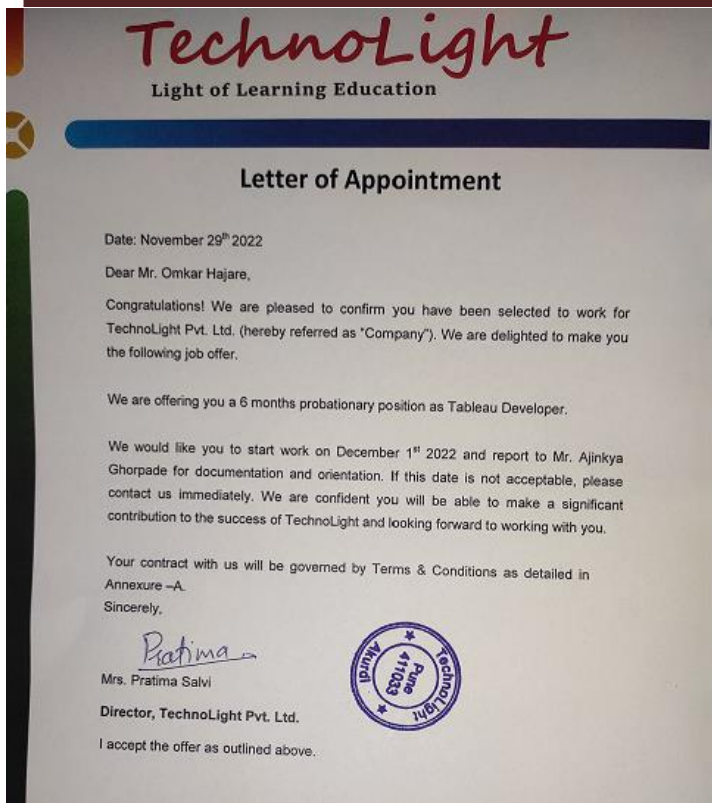 TechnoLight
Light of Learning Education
Letter of Appointment
Date: November 29th 2022
Dear Mr. Omkar Hajare,
Congratulations! We are pleased to confirm you have been selected to work for
TechnoLight Pvt. Ltd. (hereby referred as "Company"). We are delighted to make you
the following job offer.
We are offering you a 6 months probationary position as Tableau Developer.
We would like you to start work on December 1st 2022 and report to Mr. Ajinkya
Ghorpade for documentation and orientation. If this date is not acceptable, please
contact us immediately. We are confident you will be able to make a significant
contribution to the success of TechnoLight and looking forward to working with you.
Your contract with us will be governed by Terms & Conditions as detailed in
Annexure –A.
Sincerely,
Pratima
Mrs. Pratima Salvi
Director, TechnoLight Pvt. Ltd.
I accept the offer as outlined above.
TechnoLight
Akurdi
Pune
411033